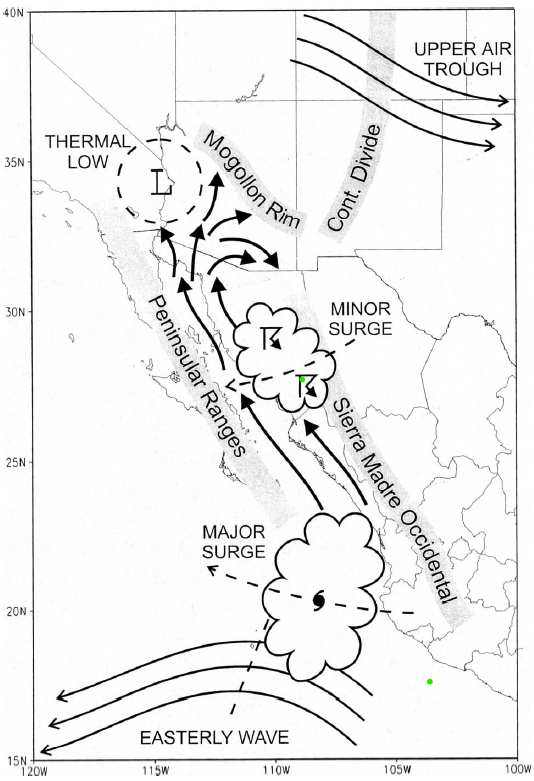 40N
UPPER AIR
TROUGH
THERMAL
LOW
L
35N
Mogollon Rim
Cont. Divide
30N
MINOR
SURGE
Peninsular Ranges
Sierra Madre Occidental
25N
MAJOR
SURGE
20N
EASTERLY WAVE
15N
120W
115W
110W
105W
100W